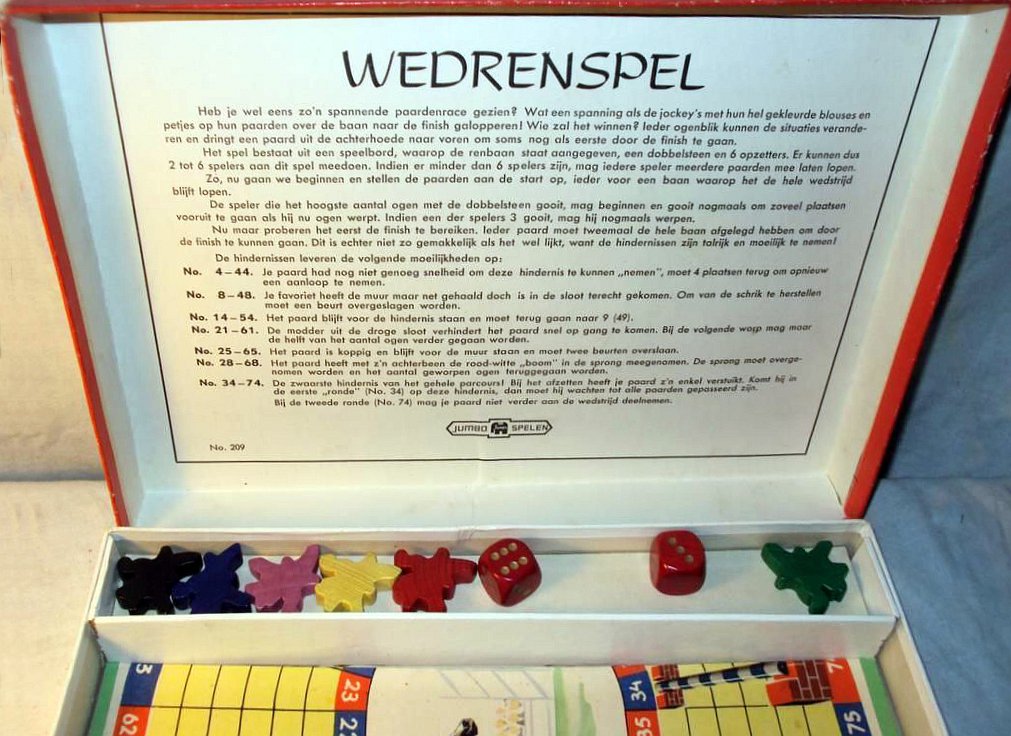 WEDRENSPEL
Heb je wel eens zo'n spannende paardenrace gezien? Wat een spanning als de jockey's met hun hel gekleurde blouses en
petjes op hun paarden over de baan naar de finish galopperen! Wie zal het winnen? Ieder ogenblik kunnen de situaties verande-
ren en dringt een paard uit de achterhoede naar voren om soms nog als eerste door de finish te gaan.
Het spel bestaat uit een speelbord, waarop de renbaan staat aangegeven, een dobbelsteen en 6 opzetters. Er kunnen dus
2 tot 6 spelers aan dit spel meedoen. Indien er minder dan 6 spelers zijn, mag iedere speler meerdere paarden mee laten lopen.
Zo, nu gaan we beginnen en stellen de paarden aan de start op, ieder voor een baan waarop het de hele wedstrijd
blijft lopen.
De speler die het hoogste aantal ogen met de dobbelsteen gooit, mag beginnen en gooit nogmaals om zoveel plaatsen
vooruit te gaan als hij nu ogen werpt. Indien een der spelers 3 gooit, mag hij nogmaals werpen.
Nu maar proberen het eerst de finish te bereiken. Ieder paard moet tweemaal de hele baan afgelegd hebben om door
de finish te kunnen gaan. Dit is echter niet zo gemakkelijk als het wel lijkt, want de hindernissen zijn talrijk en moeilijk te nemen!
De hindernissen leveren de volgende moeilijkheden op:
No. 4–44. Je paard had nog niet genoeg snelheid om deze hindernis te kunnen „nemen", moet 4 plaatsen terug om opnieuw
een aanloop te nemen.
No. 8–48. Je favoriet heeft de muur maar net gehaald doch is in de sloot terecht gekomen. Om van de schrik te herstellen
moet een beurt overgeslagen worden.
No. 14–54. Het paard blijft voor de hindernis staan en moet terug gaan naar 9 (49).
No. 21–61. De modder uit de droge sloot verhindert het paard snel op gang te komen. Bij de volgende worp mag maar
de helft van het aantal ogen verder gegaan worden.
No. 25–65. Het paard is koppig en blijft voor de muur staan en moet twee beurten overslaan.
No. 28–68. Het paard heeft met z'n achterbeen de rood-witte „boom" in de sprong meegenomen. De sprong moet overge-
nomen worden en het aantal geworpen ogen teruggegaan worden.
No. 34–74. De zwaarste hindernis van het gehele parcours! Bij het afzetten heeft je paard z'n enkel verstuikt. Komt hij in
de eerste „ronde" (No. 34) op deze hindernis, dan moet hij wachten tot alle paarden gepasseerd zijn.
Bij de tweede ronde (No. 74) mag je paard niet verder aan de wedstrijd deelnemen.
JUMBO SPELEN
No. 209
23
34
62
35
75